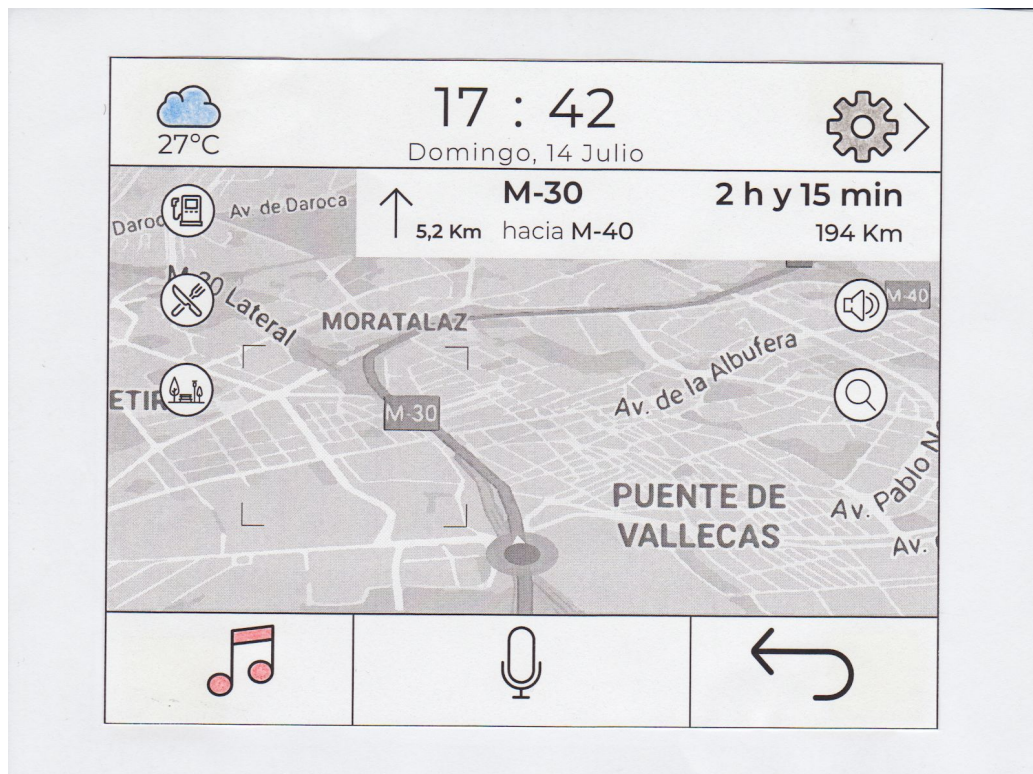 17 : 42
27°C
Domingo, 14 Julio
M-30
2 h y 15 min
5,2 Km
hacia M-40
194 Km
Av. de Daroca
Daroc
M-30 Lateral
M-40
MORATALAZ
Av. de la Albufera
ETIR
M-30
PUENTE DE
VALLECAS
Av. Pablo N
Av.